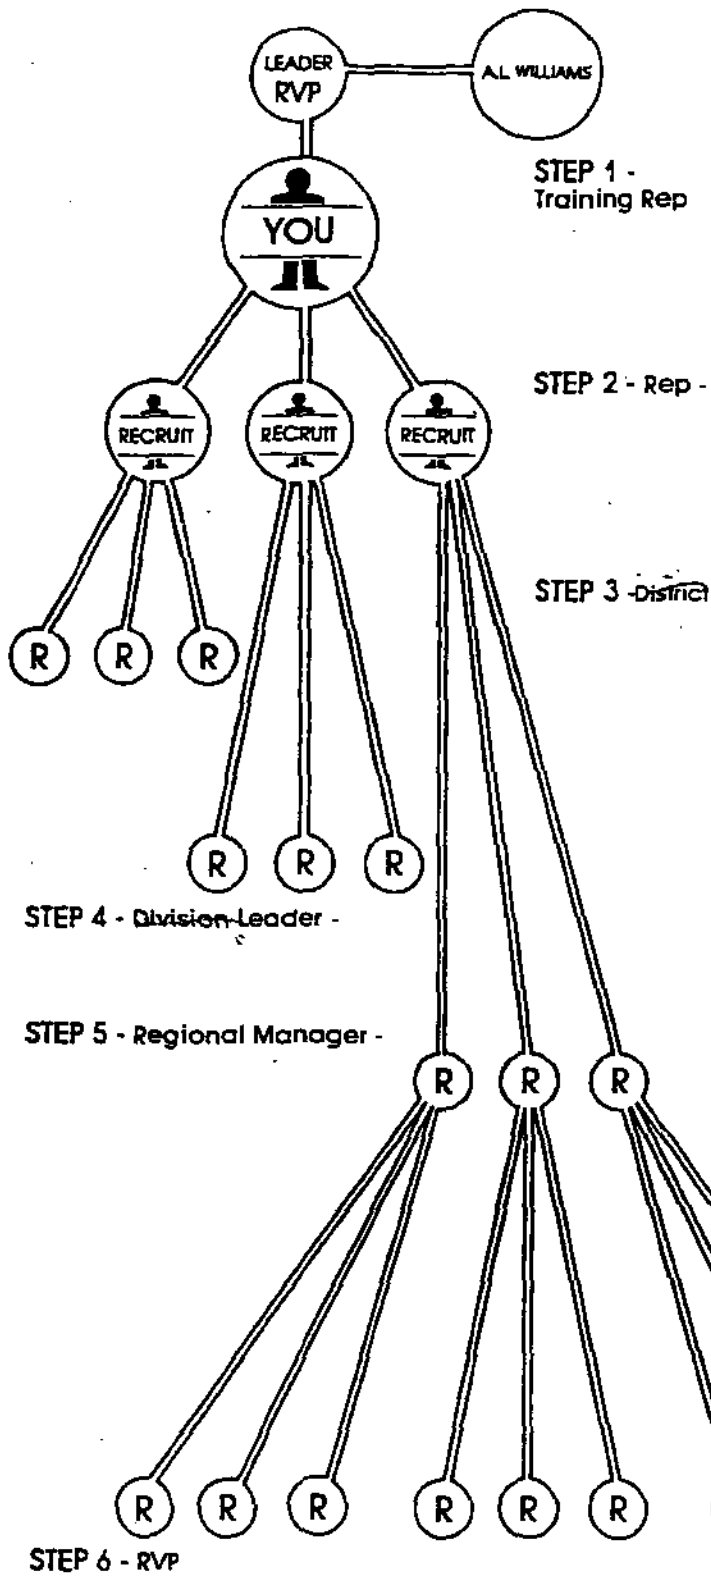 LEADER
RVP
A.L. WILLIAMS
STEP 1 -
Training Rep
YOU
STEP 2 - Rep -
RECRUIT RECRUIT RECRUIT
STEP 3 - District
R R R
R R R
STEP 4 - Division Leader -
STEP 5 - Regional Manager -
R R R
R R R R R R
STEP 6 - RVP